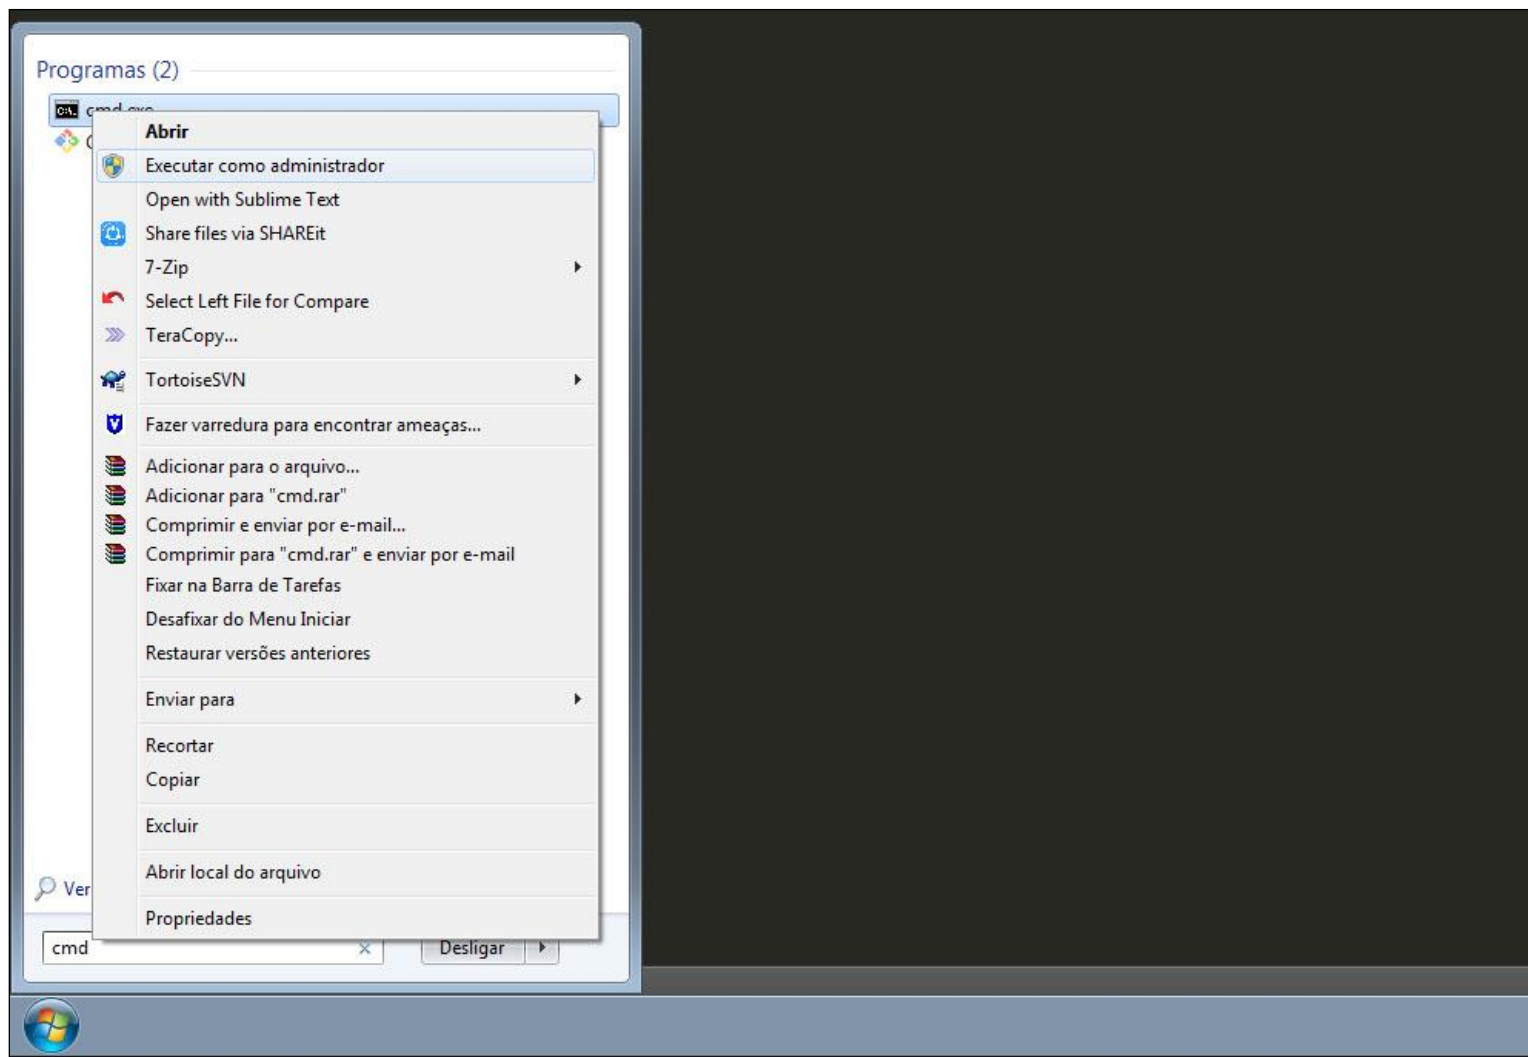 Programas (2)
cmd.exe
Abrir
Executar como administrador
Open with Sublime Text
Share files via SHAREit
7-Zip
Select Left File for Compare
TeraCopy...
TortoiseSVN
Fazer varredura para encontrar ameaças...
Adicionar para o arquivo...
Adicionar para "cmd.rar"
Comprimir e enviar por e-mail...
Comprimir para "cmd.rar" e enviar por e-mail
Fixar na Barra de Tarefas
Desafixar do Menu Iniciar
Restaurar versões anteriores
Enviar para
Recortar
Copiar
Excluir
Abrir local do arquivo
Ver
Propriedades
cmd
Desligar